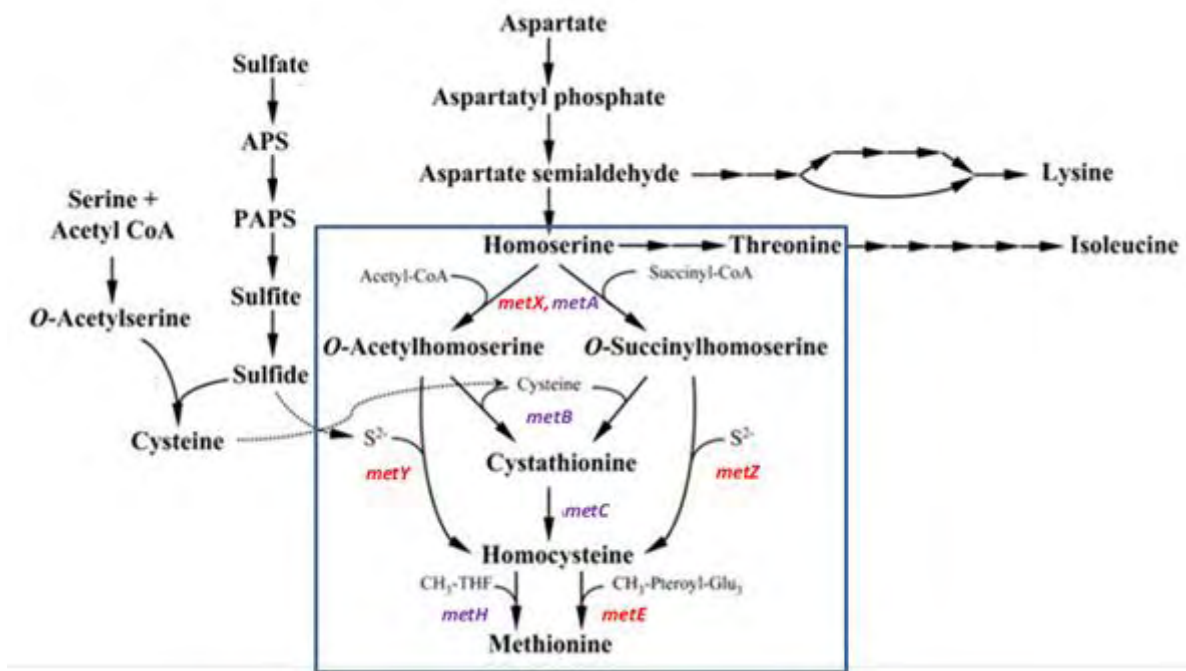 Aspartate
Sulfate
Aspartatyl phosphate
APS
Aspartate semialdehyde
Lysine
Serine +
Acetyl CoA
PAPS
Homoserine
Threonine
Isoleucine
Acetyl-CoA
Succinyl-CoA
Sulfite
metX, metA
O-Acetylserine
O-Acetylhomoserine
O-Succinylhomoserine
Sulfide
Cysteine
metB
Cysteine
S2-
S2-
Cystathionine
metY
metZ
metC
Homocysteine
CH3-THF
CH3-Pteroyl-Glu3
metH
metE
Methionine